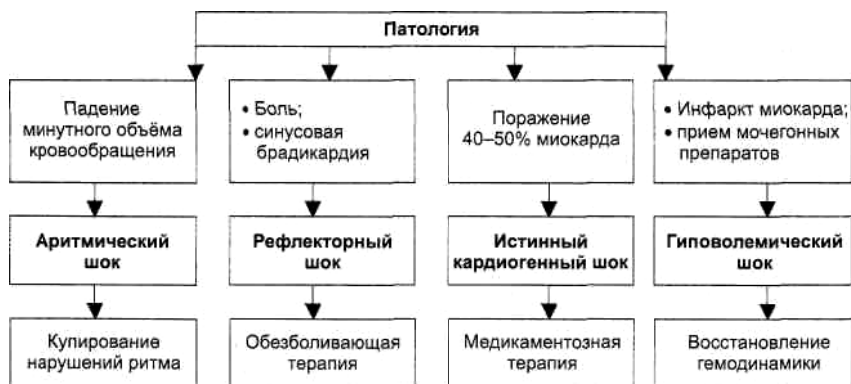 Патология
Падение
минутного объёма
кровообращения
• Боль;
• синусовая
брадикардия
Поражение
40–50% миокарда
• Инфаркт миокарда;
• прием мочегонных
препаратов
Аритмический
шок
Рефлекторный
шок
Истинный
кардиогенный шок
Гиповолемический
шок
Купирование
нарушений ритма
Обезболивающая
терапия
Медикаментозная
терапия
Восстановление
гемодинамики